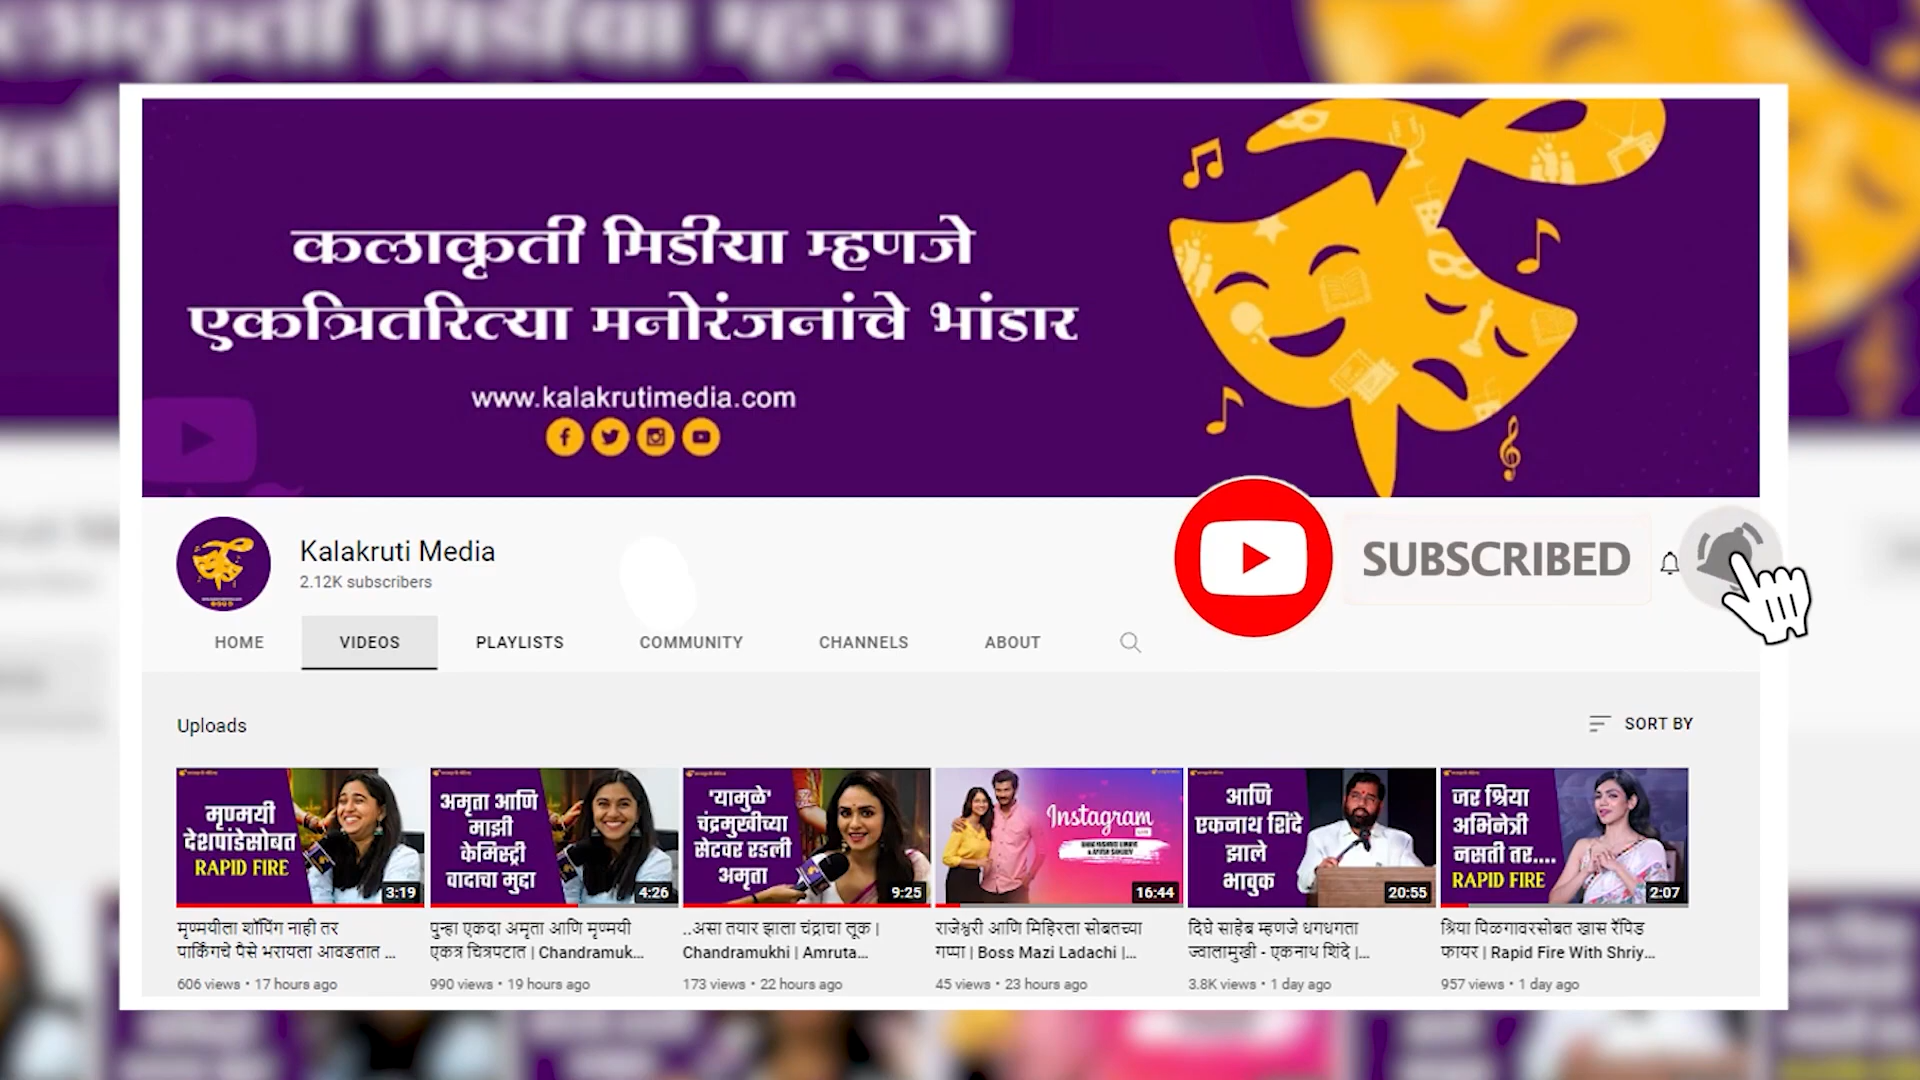 कलाकृती मिडीया म्हणजे
एकत्रितरित्या मनोरंजनांचे भांडार
www.kalakrutimedia.com
Kalakruti Media
2.12K subscribers
SUBSCRIBED
HOME VIDEOS PLAYLISTS COMMUNITY CHANNELS ABOUT
Uploads
SORT BY
मृण्मयी
देशपांडेसोबत
RAPID FIRE
3:19
मृण्मयीला शॉपिंग नाही तर
पार्किंगचे पैसे भरायला आवडतात ...
606 views • 17 hours ago
अमृता आणि
माझी
केमिस्ट्री
वादाचा मुद्दा
4:26
पुन्हा एकदा अमृता आणि मृण्मयी
एकत्र चित्रपटात | Chandramuk...
990 views • 19 hours ago
'यामुळे'
चंद्रमुखीच्या
सेटवर रडली
अमृता
9:25
..असा तयार झाला चंद्राचा लूक |
Chandramukhi | Amruta...
173 views • 22 hours ago
Instagram
16:44
राजेश्वरी आणि मिहिरला सोबतच्या
गप्पा | Boss Mazi Ladachi |...
45 views • 23 hours ago
आणि
एकनाथ शिंदे
झाले
भावुक
20:55
दिघे साहेब म्हणजे धगधगता
ज्वालामुखी - एकनाथ शिंदे |...
3.8K views • 1 day ago
जर श्रिया
अभिनेत्री
नसती तर....
RAPID FIRE
2:07
श्रिया पिळगावरसोबत खास रॅपिड
फायर | Rapid Fire With Shriy...
957 views • 1 day ago